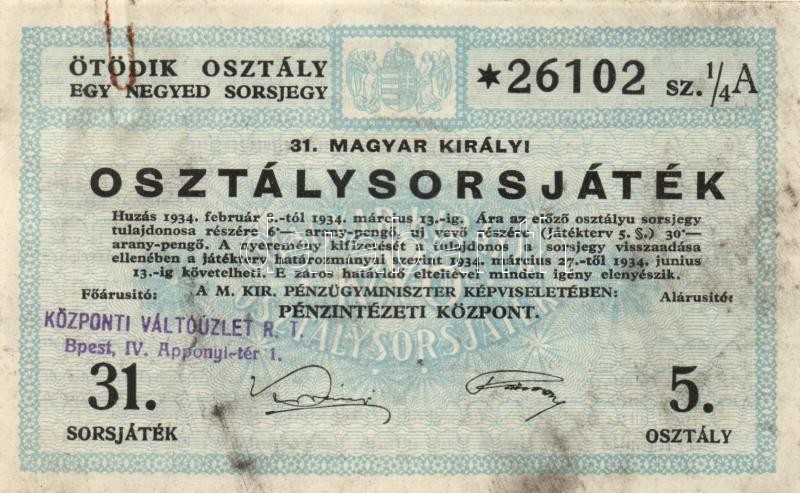 ÖTÖDIK OSZTÁLY
EGY NEGYED SORSJEGY
*26102 SZ. 1/4 A
31. MAGYAR KIRÁLYI
OSZTÁLYSORSJÁTÉK
Huzás 1934. február 8.-tól 1934. március 13.-ig. Ára az előző osztályu sorsjegy
tulajdonosa részére 6·— arany-pengő, uj vevő részére (Játékterv 5. §.) 30·—
arany-pengő. A nyeremény kifizetését a tulajdonos a sorsjegy visszaadása
ellenében a játékterv határozmányai szerint 1934. március 27.-től 1934. junius
13.-ig követelheti. E záros határidő elteltével minden igény elenyészik.
Főárusitó: A M. KIR. PÉNZÜGYMINISZTER KÉPVISELETÉBEN: Alárusitó:
PÉNZINTÉZETI KÖZPONT.
KÖZPONTI VÁLTÓÜZLET R. T.
Bpest, IV. Apponyi-tér 1.
31.
SORSJÁTÉK
5.
OSZTÁLY